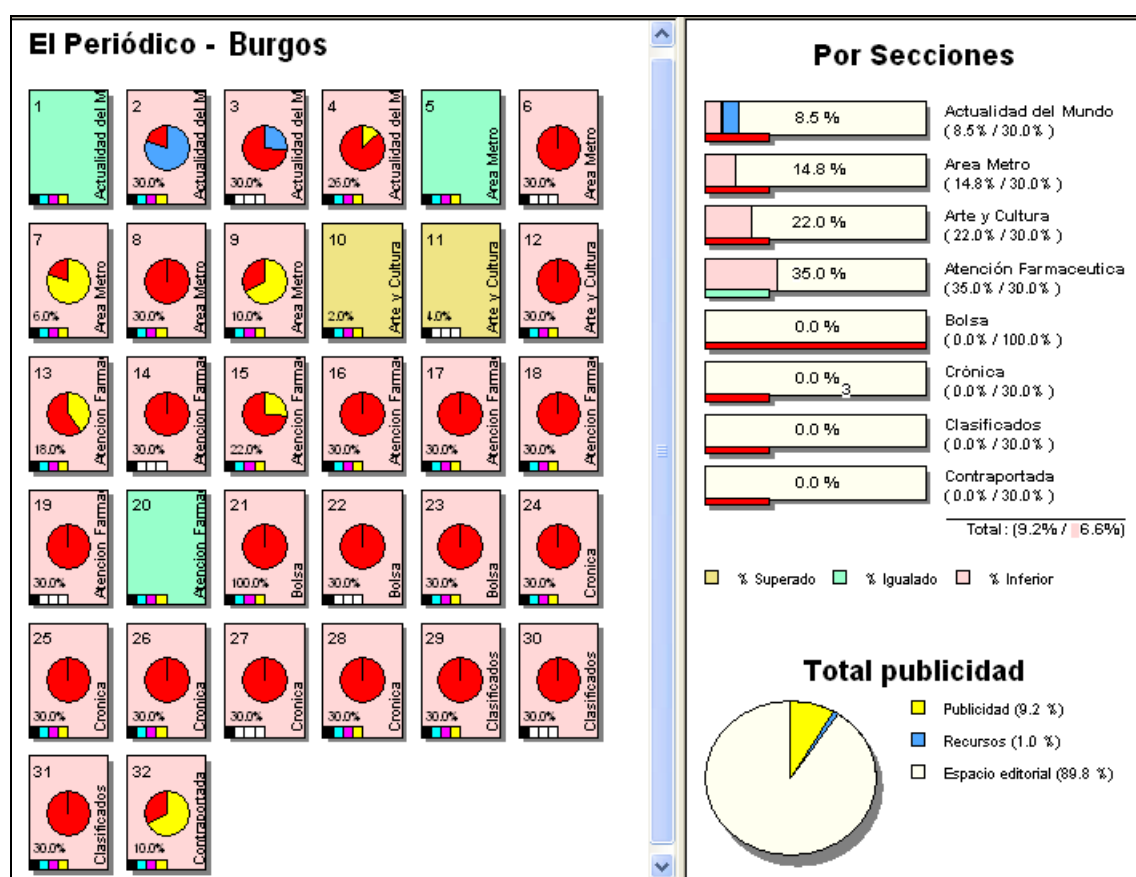 El Periódico - Burgos
1 Actualidad del M
2 30.0% Actualidad del M
3 30.0% Actualidad del M
4 26.0% Actualidad del M
5 Area Metro
6 30.0% Area Metro
7 6.0% Area Metro
8 30.0% Area Metro
9 10.0% Area Metro
10 2.0% Arte y Cultura
11 4.0% Arte y Cultura
12 30.0% Arte y Cultura
13 18.0% Atencion Farmac
14 30.0% Atencion Farmac
15 22.0% Atencion Farmac
16 30.0% Atencion Farmac
17 30.0% Atencion Farmac
18 30.0% Atencion Farmac
19 30.0% Atencion Farmac
20 Atencion Farmac
21 100.0% Bolsa
22 30.0% Bolsa
23 30.0% Bolsa
24 30.0% Cronica
25 30.0% Cronica
26 30.0% Cronica
27 30.0% Cronica
28 30.0% Cronica
29 30.0% Clasificados
30 30.0% Clasificados
31 30.0% Clasificados
32 10.0% Contraportada
Por Secciones
8.5 % Actualidad del Mundo
( 8.5% / 30.0% )
14.8 % Area Metro
( 14.8% / 30.0% )
22.0 % Arte y Cultura
( 22.0% / 30.0% )
35.0 % Atención Farmaceutica
(35.0% / 30.0% )
0.0 % Bolsa
( 0.0% / 100.0% )
0.0 % 3 Crónica
( 0.0% / 30.0% )
0.0 % Clasificados
( 0.0% / 30.0% )
0.0 % Contraportada
( 0.0% / 30.0% )
Total: (9.2% / 6.6%)
% Superado % Igualado % Inferior
Total publicidad
Publicidad (9.2 %)
Recursos (1.0 %)
Espacio editorial (89.8 %)